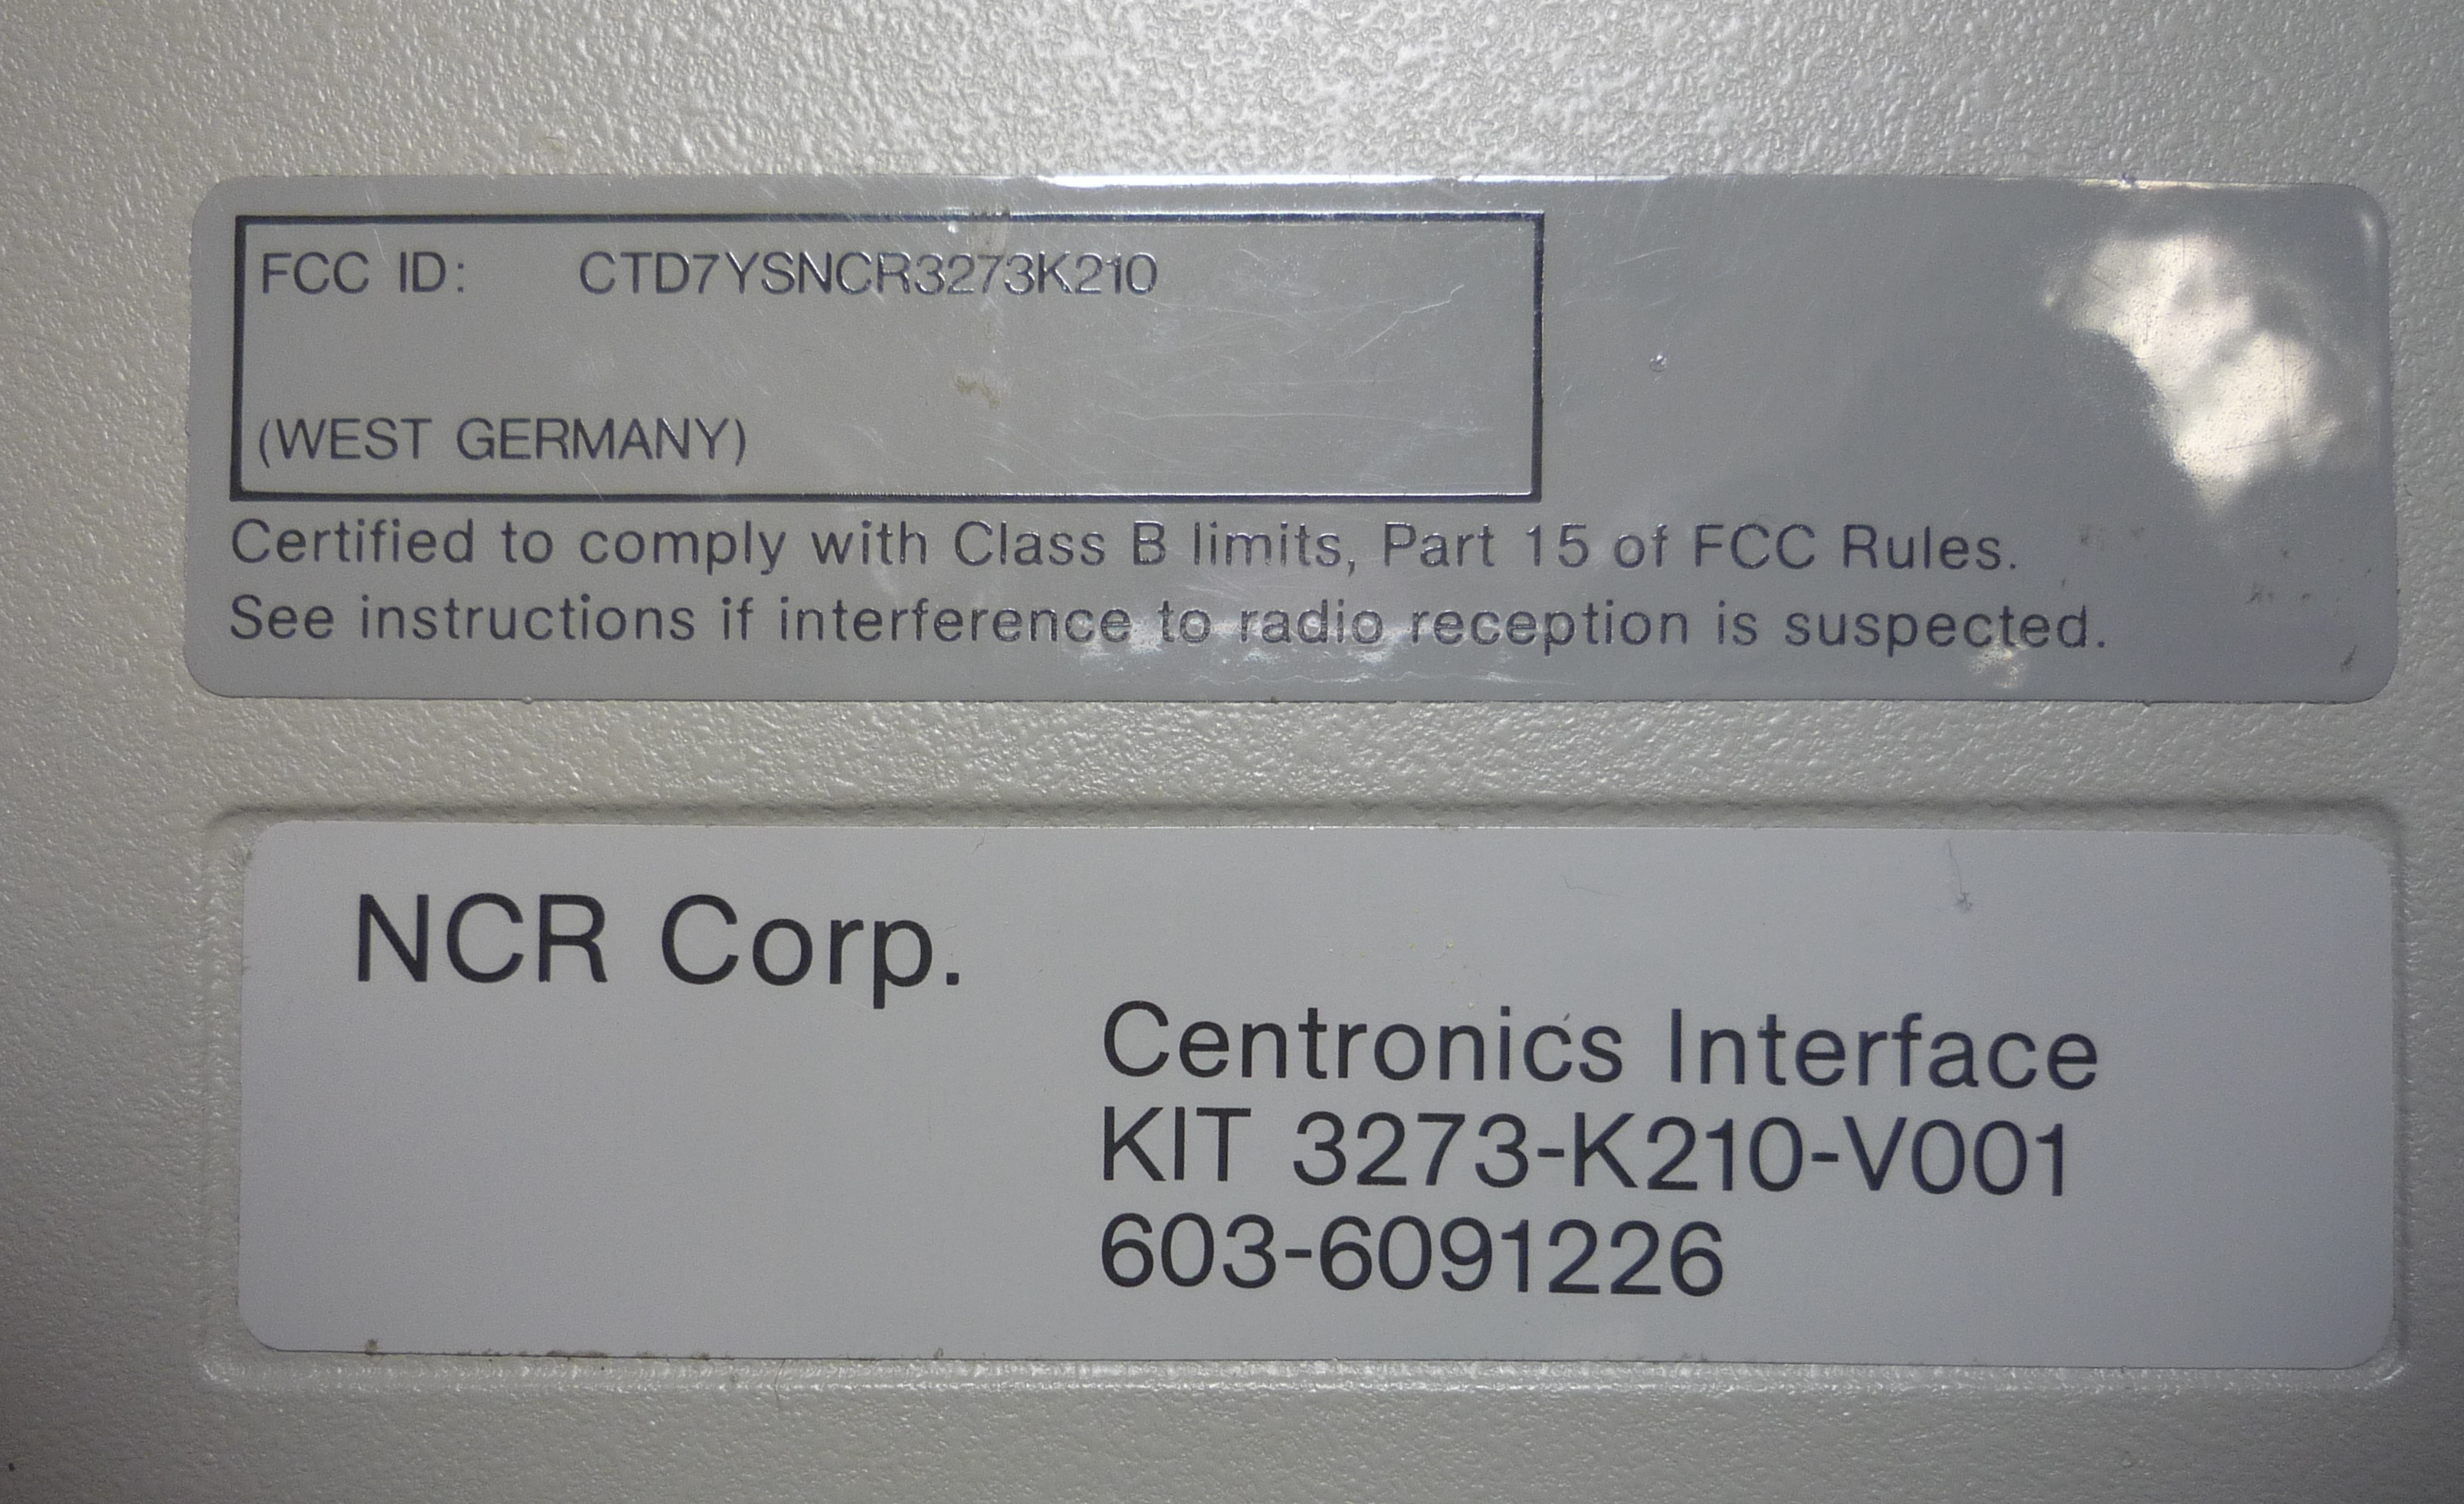 FCC ID: CTD7YSNCR3273K210
(WEST GERMANY)
Certified to comply with Class B limits, Part 15 of FCC Rules.
See instructions if interference to radio reception is suspected.
NCR Corp.
Centronics Interface
KIT 3273-K210-V001
603-6091226